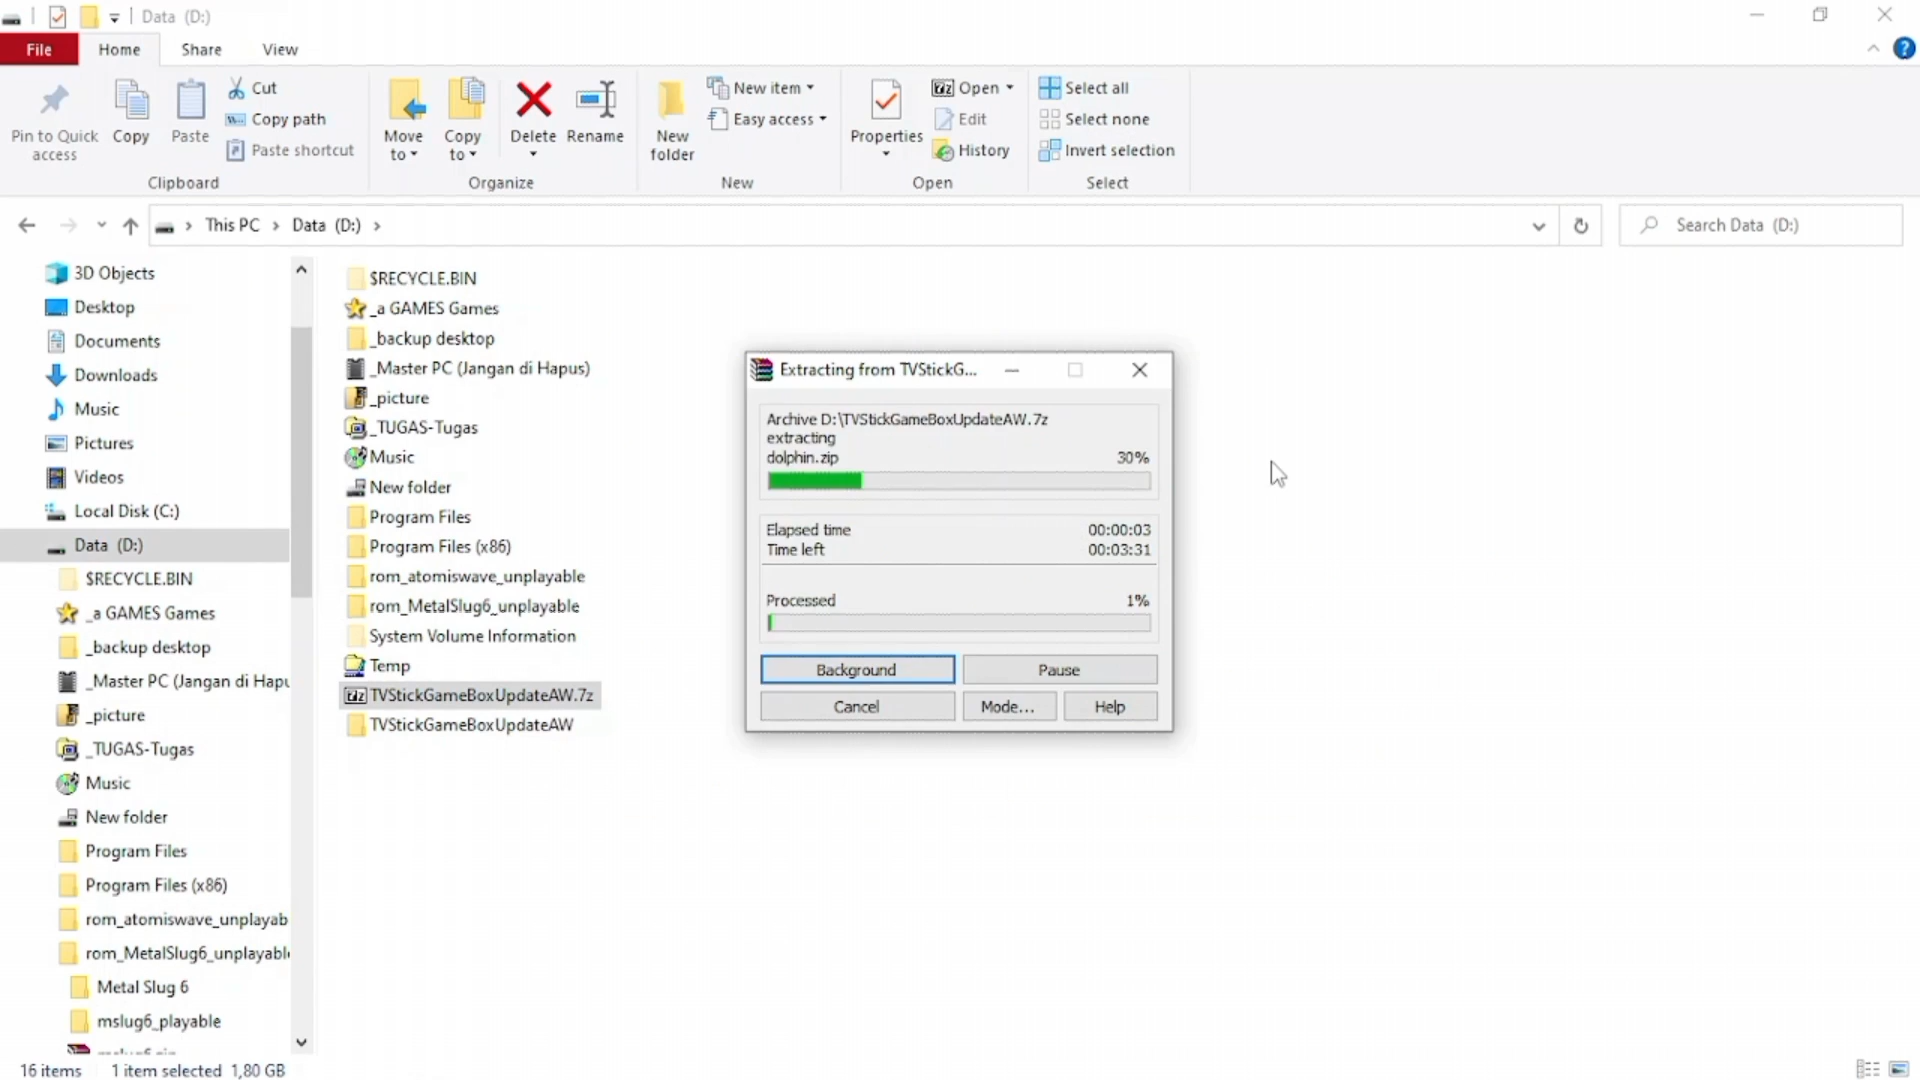 Data (D:)
File
Home
Share
View
Pin to Quick access
Copy
Paste
Cut
Copy path
Paste shortcut
Clipboard
Move to
Copy to
Delete
Rename
Organize
New folder
New item
Easy access
New
Properties
Open
Edit
History
Open
Select all
Select none
Invert selection
Select
This PC > Data (D:) >
Search Data (D:)
3D Objects
Desktop
Documents
Downloads
Music
Pictures
Videos
Local Disk (C:)
Data (D:)
$RECYCLE.BIN
_a GAMES Games
_backup desktop
_Master PC (Jangan di Hapu
_picture
_TUGAS-Tugas
Music
New folder
Program Files
Program Files (x86)
rom_atomiswave_unplayab
rom_MetalSlug6_unplayabl
Metal Slug 6
mslug6_playable
$RECYCLE.BIN
_a GAMES Games
_backup desktop
_Master PC (Jangan di Hapus)
_picture
_TUGAS-Tugas
Music
New folder
Program Files
Program Files (x86)
rom_atomiswave_unplayable
rom_MetalSlug6_unplayable
System Volume Information
Temp
TVStickGameBoxUpdateAW.7z
TVStickGameBoxUpdateAW
Extracting from TVStickG...
Archive D:\TVStickGameBoxUpdateAW.7z
extracting
dolphin.zip 30%
Elapsed time 00:00:03
Time left 00:03:31
Processed 1%
Background
Pause
Cancel
Mode...
Help
16 items 1 item selected 1,80 GB